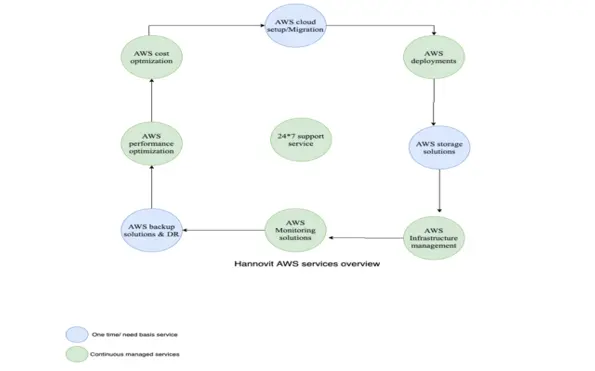 AWS cloud
setup/Migration
AWS cost
optmization
AWS
deployments
AWS
performance
optimization
24*7 support
service
AWS storage
solutions
AWS backup
solutions & DR
AWS
Monitoring
solutions
AWS
Infrastructure
management
Hannovit AWS services overview
One time/ need basis service
Continuous managed services